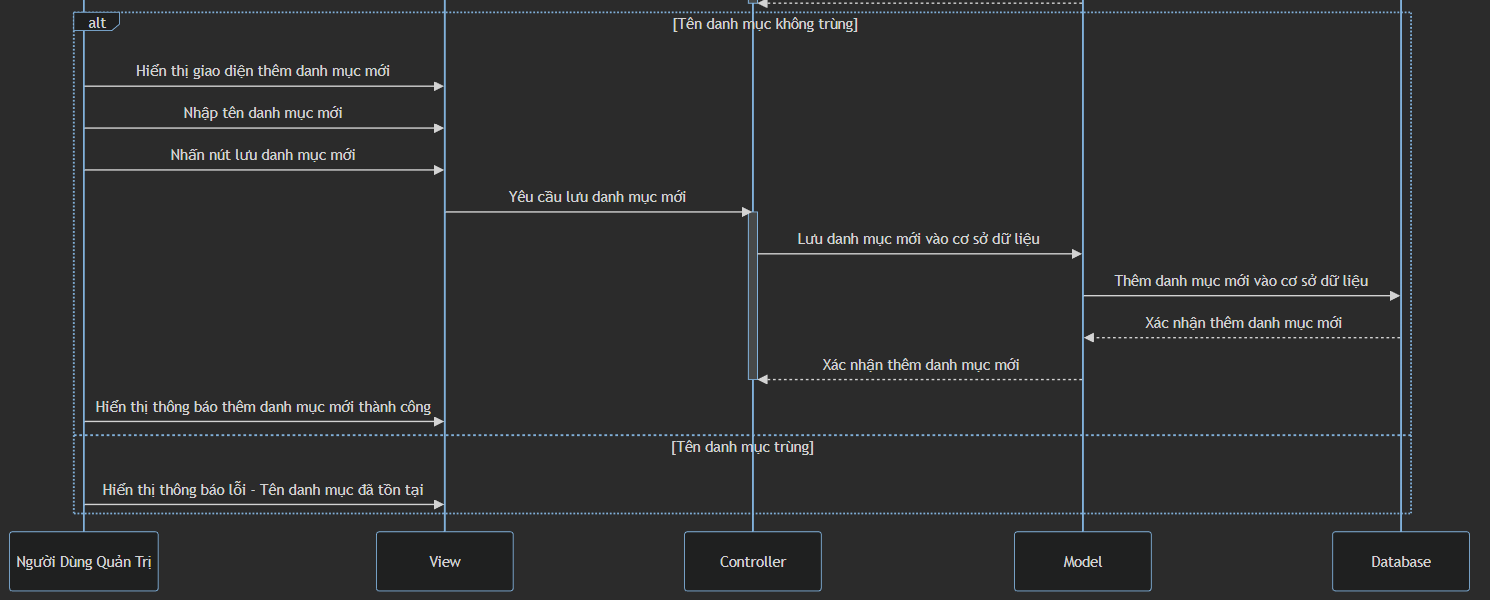 alt
[Tên danh mục không trùng]
Hiển thị giao diện thêm danh mục mới
Nhập tên danh mục mới
Nhấn nút lưu danh mục mới
Yêu cầu lưu danh mục mới
Lưu danh mục mới vào cơ sở dữ liệu
Thêm danh mục mới vào cơ sở dữ liệu
Xác nhận thêm danh mục mới
Xác nhận thêm danh mục mới
Hiển thị thông báo thêm danh mục mới thành công
[Tên danh mục trùng]
Hiển thị thông báo lỗi - Tên danh mục đã tồn tại
Người Dùng Quản Trị
View
Controller
Model
Database